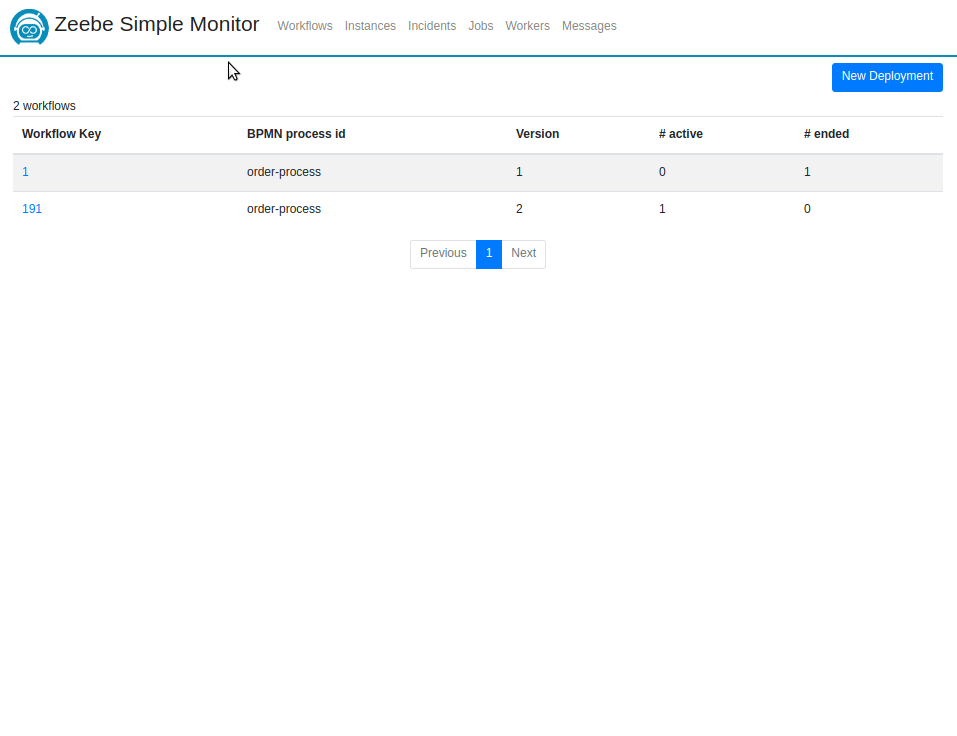 Zeebe Simple Monitor Workflows Instances Incidents Jobs Workers Messages
New Deployment
2 workflows
Workflow Key BPMN process id Version # active # ended
1 order-process 1 0 1
191 order-process 2 1 0
Previous 1 Next